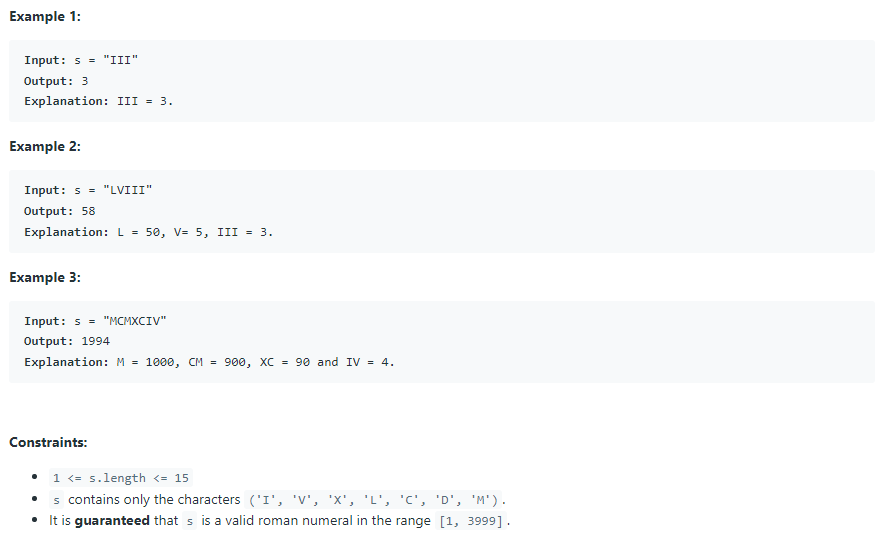 Example 1:
Input: s = "III"
Output: 3
Explanation: III = 3.
Example 2:
Input: s = "LVIII"
Output: 58
Explanation: L = 50, V= 5, III = 3.
Example 3:
Input: s = "MCMXCIV"
Output: 1994
Explanation: M = 1000, CM = 900, XC = 90 and IV = 4.
Constraints:
• 1 <= s.length <= 15
• s contains only the characters ('I', 'V', 'X', 'L', 'C', 'D', 'M').
• It is guaranteed that s is a valid roman numeral in the range [1, 3999].